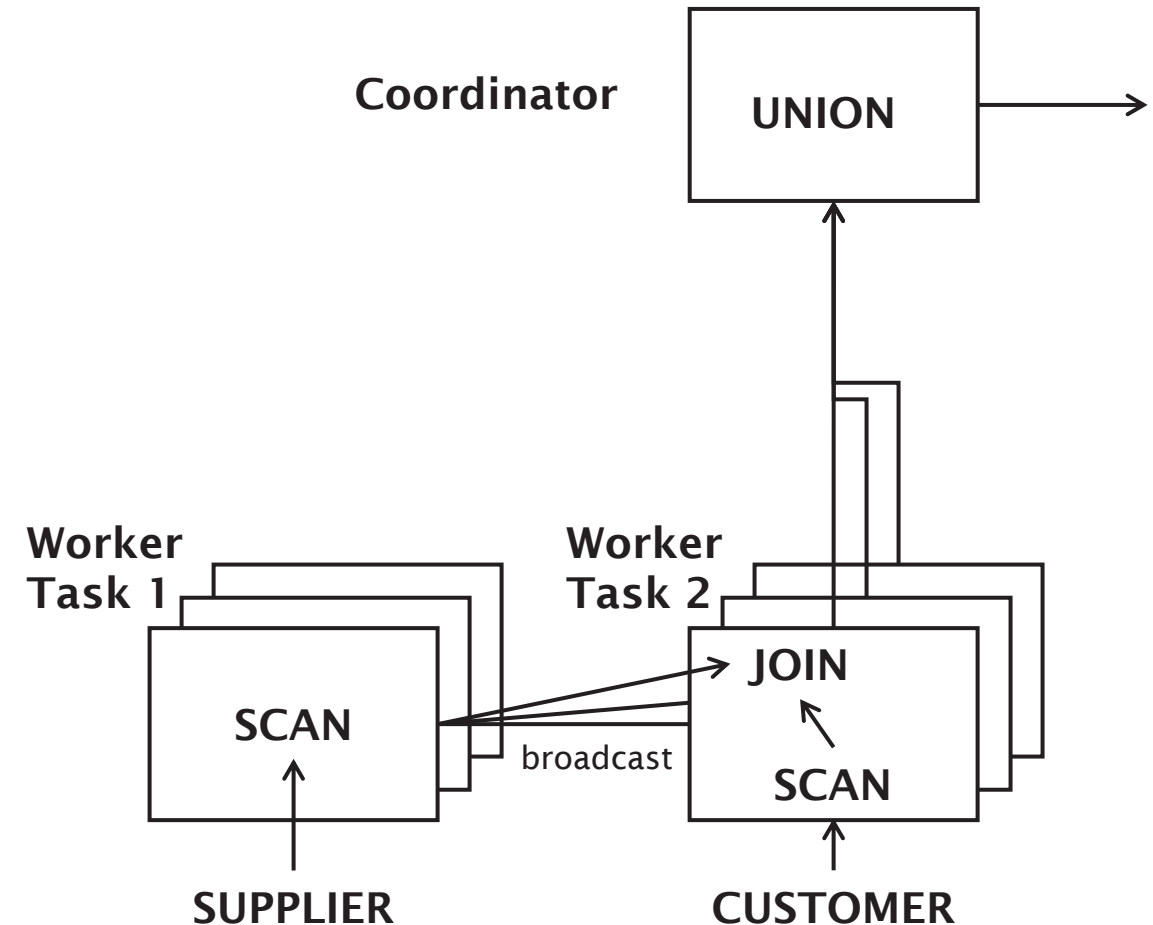 Coordinator
UNION
Worker
Task 1
Worker
Task 2
JOIN
SCAN
broadcast
SCAN
SUPPLIER
CUSTOMER